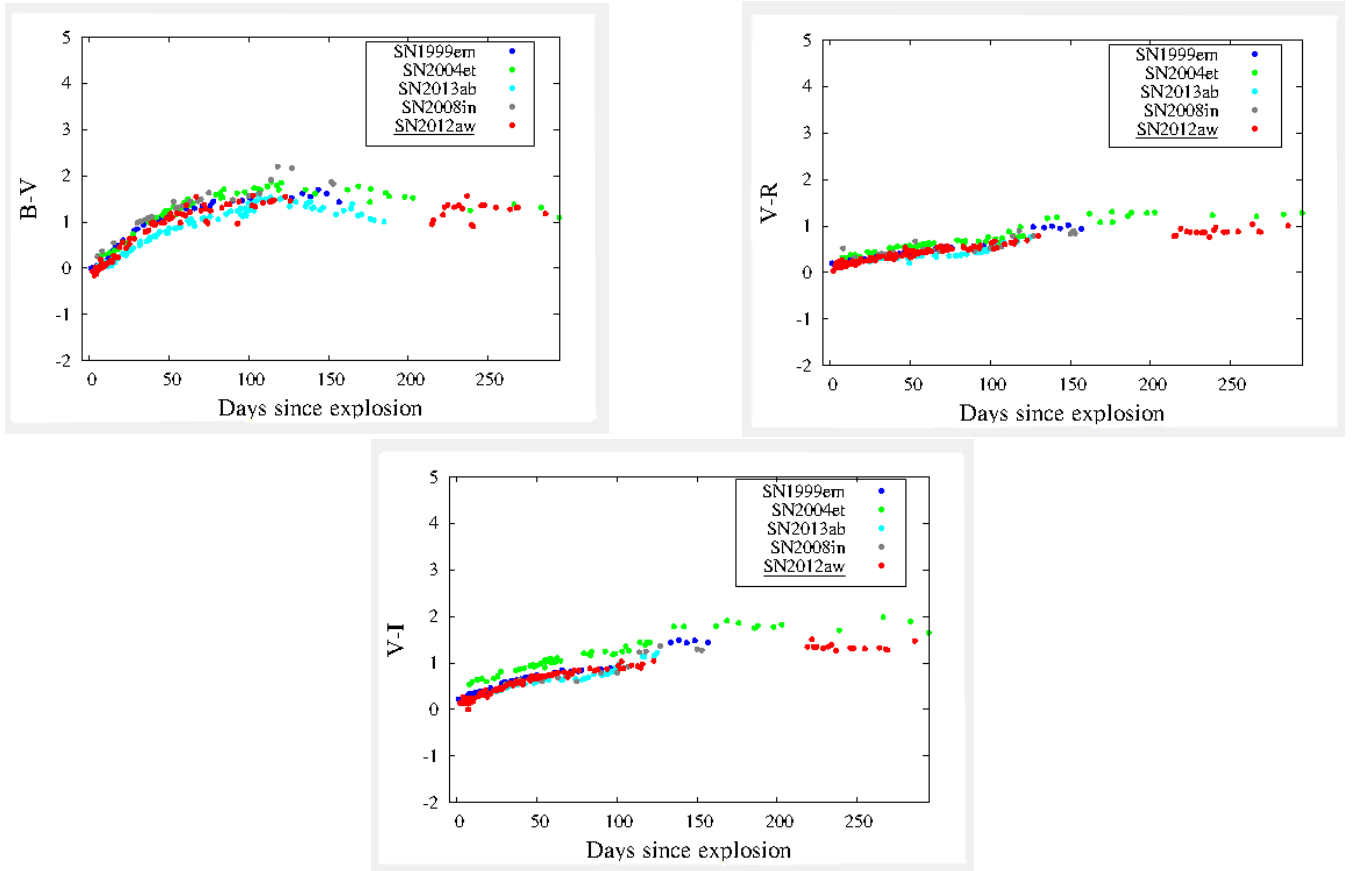 5
4
3
2
1
0
-1
-2
B-V
SN1999em
SN2004et
SN2013ab
SN2008in
SN2012aw
0 50 100 150 200 250
Days since explosion
5
4
3
2
1
0
-1
-2
V-R
SN1999em
SN2004et
SN2013ab
SN2008in
SN2012aw
0 50 100 150 200 250
Days since explosion
5
4
3
2
1
0
-1
-2
V-I
SN1999em
SN2004et
SN2013ab
SN2008in
SN2012aw
0 50 100 150 200 250
Days since explosion